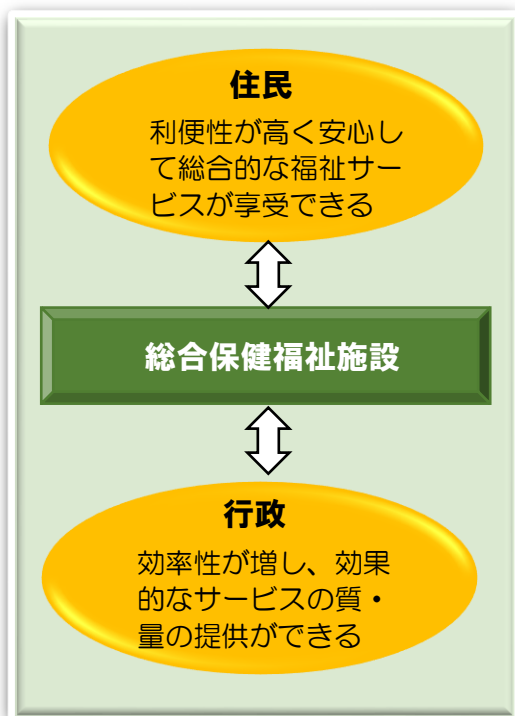 住民
利便性が高く安心し
て総合的な福祉サー
ビスが享受できる
総合保健福祉施設
行政
効率性が増し、効果
的なサービスの質・
量の提供ができる